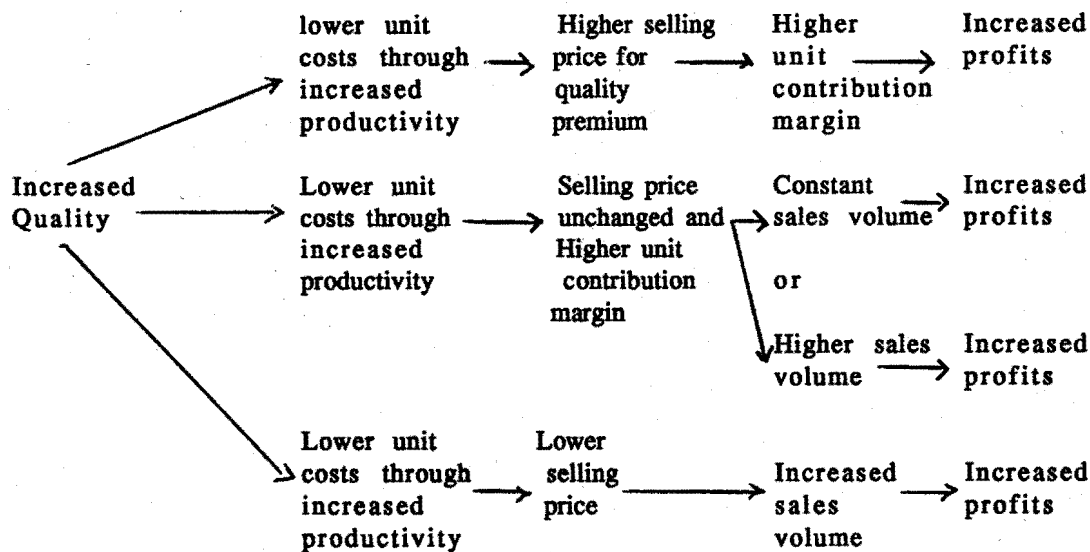 lower unit
costs through
increased
productivity
Higher selling
price for
quality
premium
Higher
unit
contribution
margin
Increased
profits
Increased
Quality
Lower unit
costs through
increased
productivity
Selling price
unchanged and
Higher unit
contribution
margin
Constant
sales volume
Increased
profits
or
Higher sales
volume
Increased
profits
Lower unit
costs through
increased
productivity
Lower
selling
price
Increased
sales
volume
Increased
profits